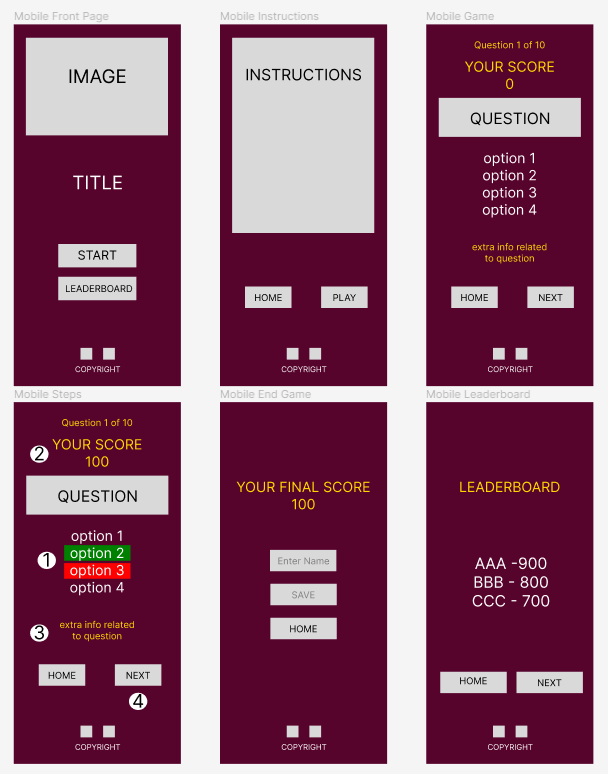 Mobile Front Page
IMAGE
TITLE
START
LEADERBOARD
COPYRIGHT
Mobile Instructions
INSTRUCTIONS
HOME
PLAY
COPYRIGHT
Mobile Game
Question 1 of 10
YOUR SCORE
0
QUESTION
option 1
option 2
option 3
option 4
extra info related
to question
HOME
NEXT
COPYRIGHT
Mobile Steps
Question 1 of 10
2
YOUR SCORE
100
QUESTION
option 1
1
option 2
option 3
option 4
3
extra info related
to question
HOME
NEXT
4
COPYRIGHT
Mobile End Game
YOUR FINAL SCORE
100
Enter Name
SAVE
HOME
COPYRIGHT
Mobile Leaderboard
LEADERBOARD
AAA -900
BBB - 800
CCC - 700
HOME
NEXT
COPYRIGHT